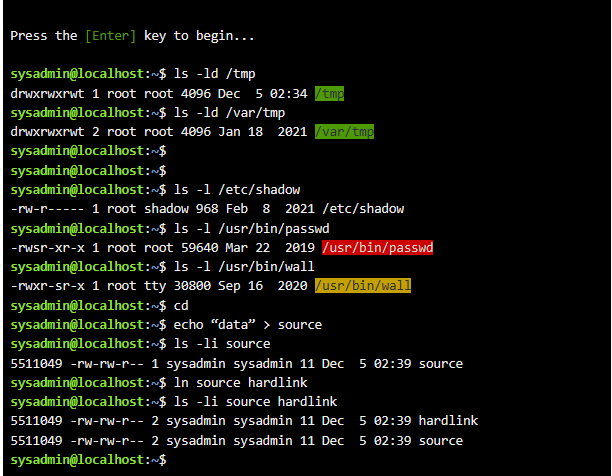 Press the [Enter] key to begin...
sysadmin@localhost:~$ ls -ld /tmp
drwxrwxrwt 1 root root 4096 Dec  5 02:34 /tmp
sysadmin@localhost:~$ ls -ld /var/tmp
drwxrwxrwt 2 root root 4096 Jan 18  2021 /var/tmp
sysadmin@localhost:~$
sysadmin@localhost:~$
sysadmin@localhost:~$ ls -l /etc/shadow
-rw-r----- 1 root shadow 968 Feb  8  2021 /etc/shadow
sysadmin@localhost:~$ ls -l /usr/bin/passwd
-rwsr-xr-x 1 root root 59640 Mar 22  2019 /usr/bin/passwd
sysadmin@localhost:~$ ls -l /usr/bin/wall
-rwxr-sr-x 1 root tty 30800 Sep 16  2020 /usr/bin/wall
sysadmin@localhost:~$ cd
sysadmin@localhost:~$ echo “data” > source
sysadmin@localhost:~$ ls -li source
5511049 -rw-rw-r-- 1 sysadmin sysadmin 11 Dec  5 02:39 source
sysadmin@localhost:~$ ln source hardlink
sysadmin@localhost:~$ ls -li source hardlink
5511049 -rw-rw-r-- 2 sysadmin sysadmin 11 Dec  5 02:39 hardlink
5511049 -rw-rw-r-- 2 sysadmin sysadmin 11 Dec  5 02:39 source
sysadmin@localhost:~$